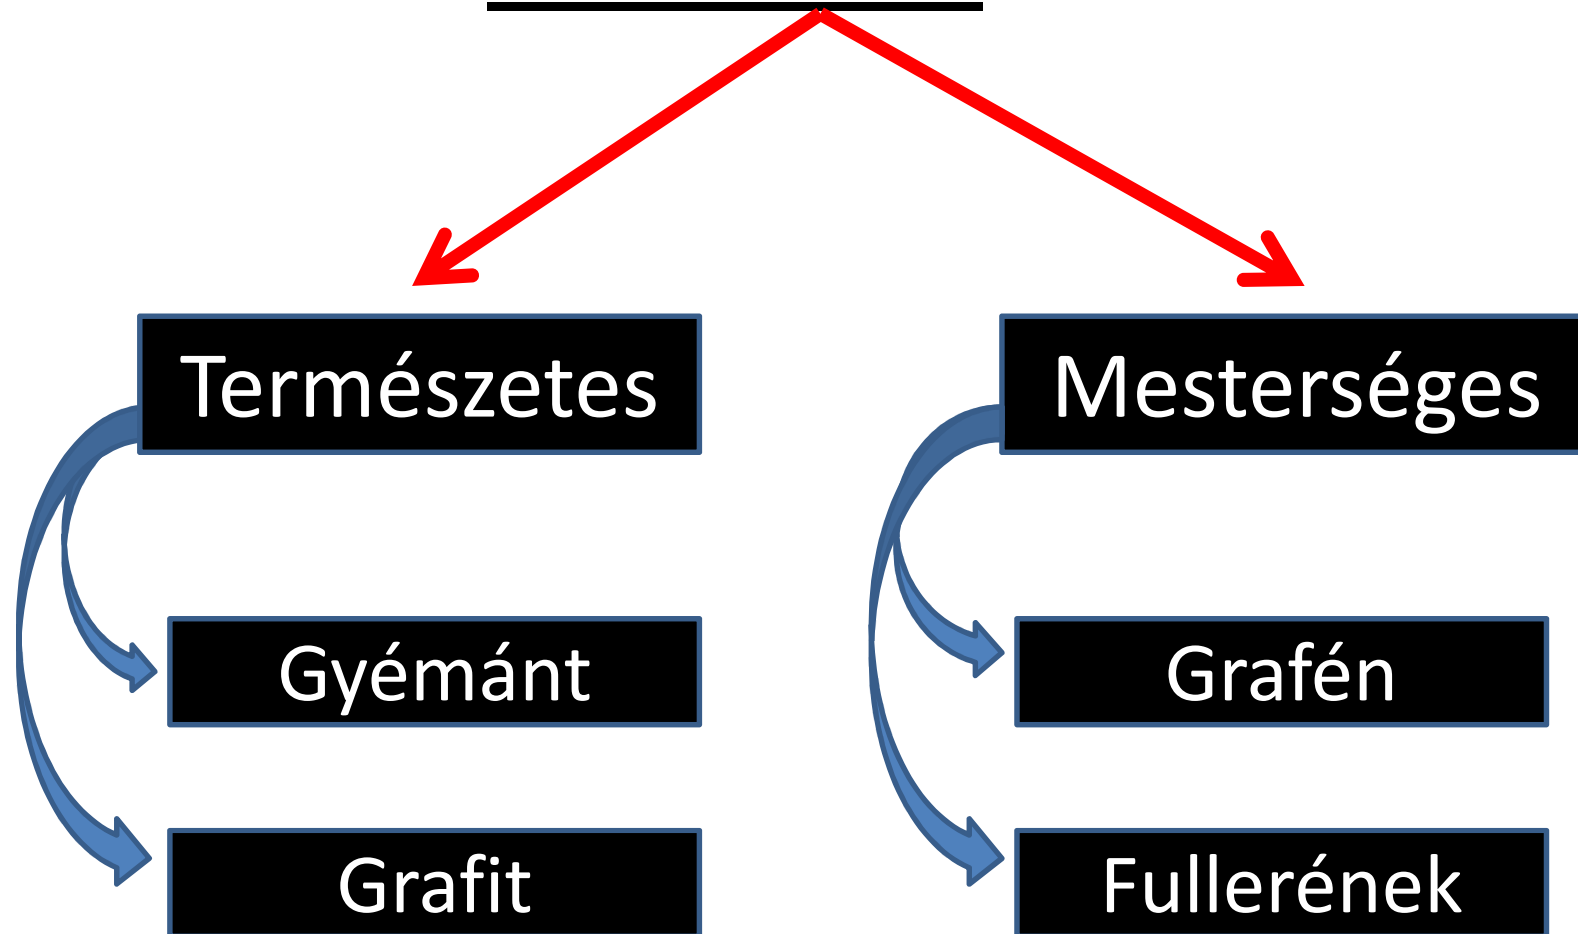 Természetes
Mesterséges
Gyémánt
Grafén
Grafit
Fullerének